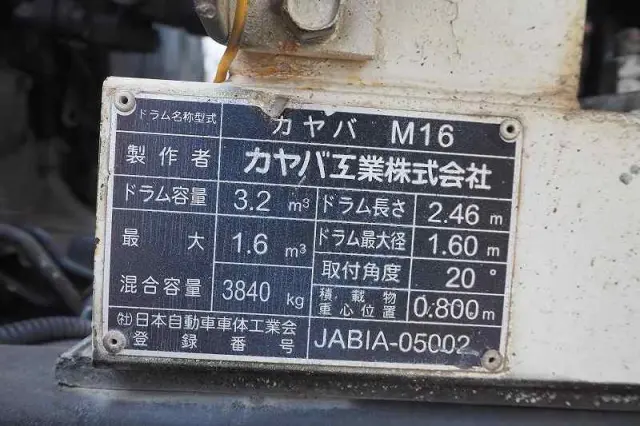 ドラム名称型式 カヤバ M16
製作者 カヤバ工業株式会社
ドラム容量 3.2 m³ ドラム長さ 2.46 m
最大 1.6 m³ ドラム最大径 1.60 m
混合容量 3840 kg 取付角度 20°
積載物
重心位置 0.800m
(社)日本自動車車体工業会
登録番号 JABIA-05002